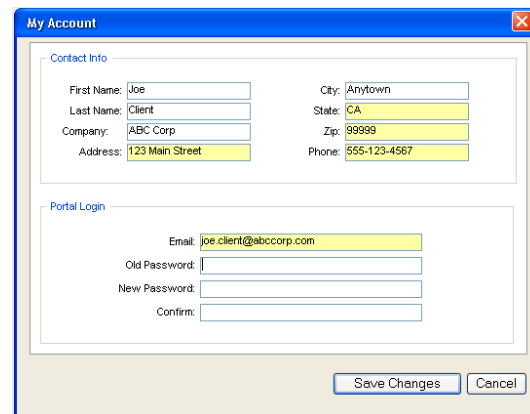 My Account
Contact Info
First Name: Joe
Last Name: Client
Company: ABC Corp
Address: 123 Main Street
City: Anytown
State: CA
Zip: 99999
Phone: 555-123-4567
Portal Login
Email: joe.client@abccorp.com
Old Password:
New Password:
Confirm:
Save Changes
Cancel